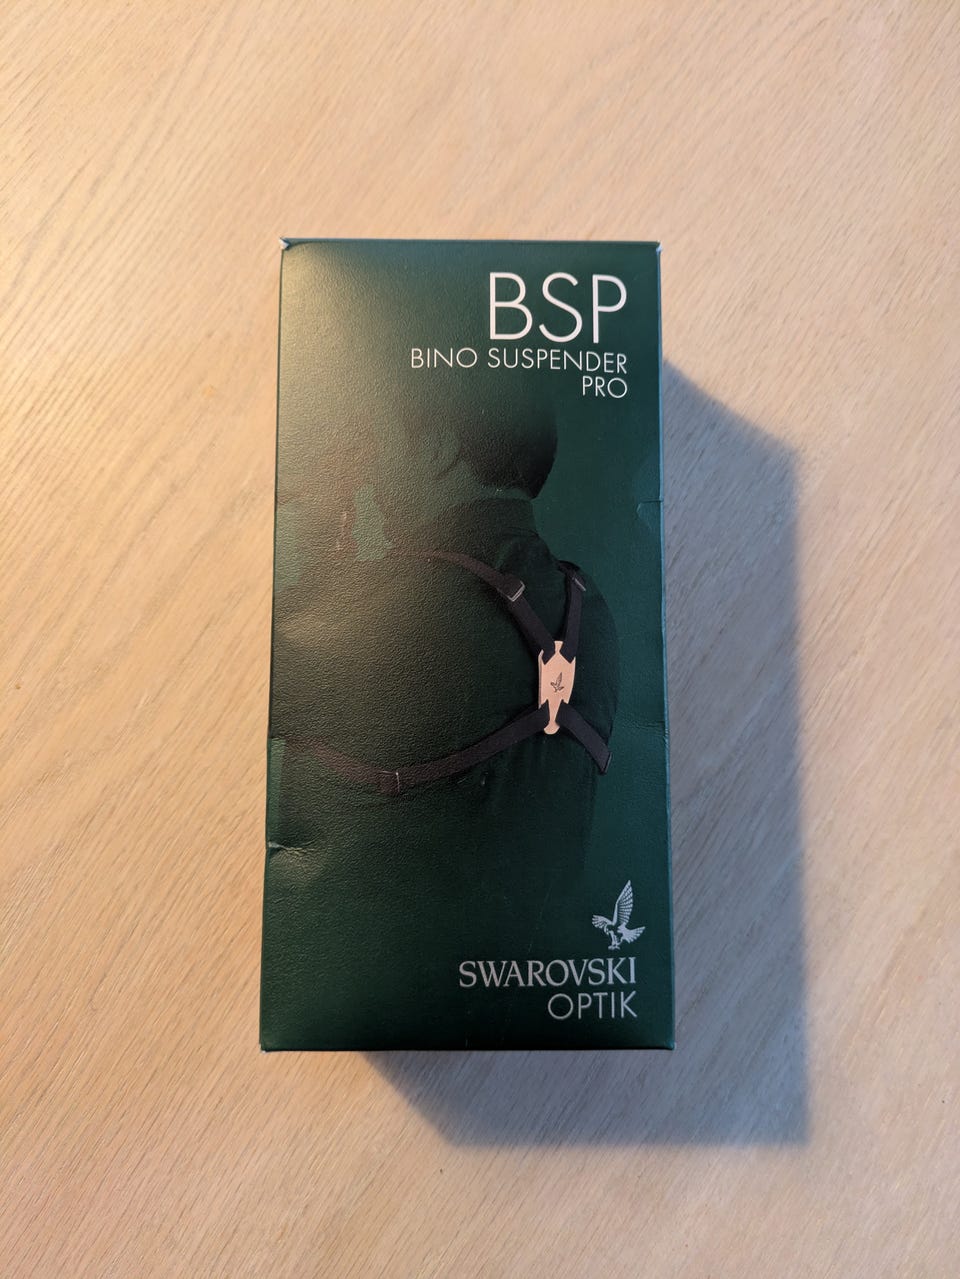 BSP
BINO SUSPENDER
PRO
SWAROVSKI
OPTIK